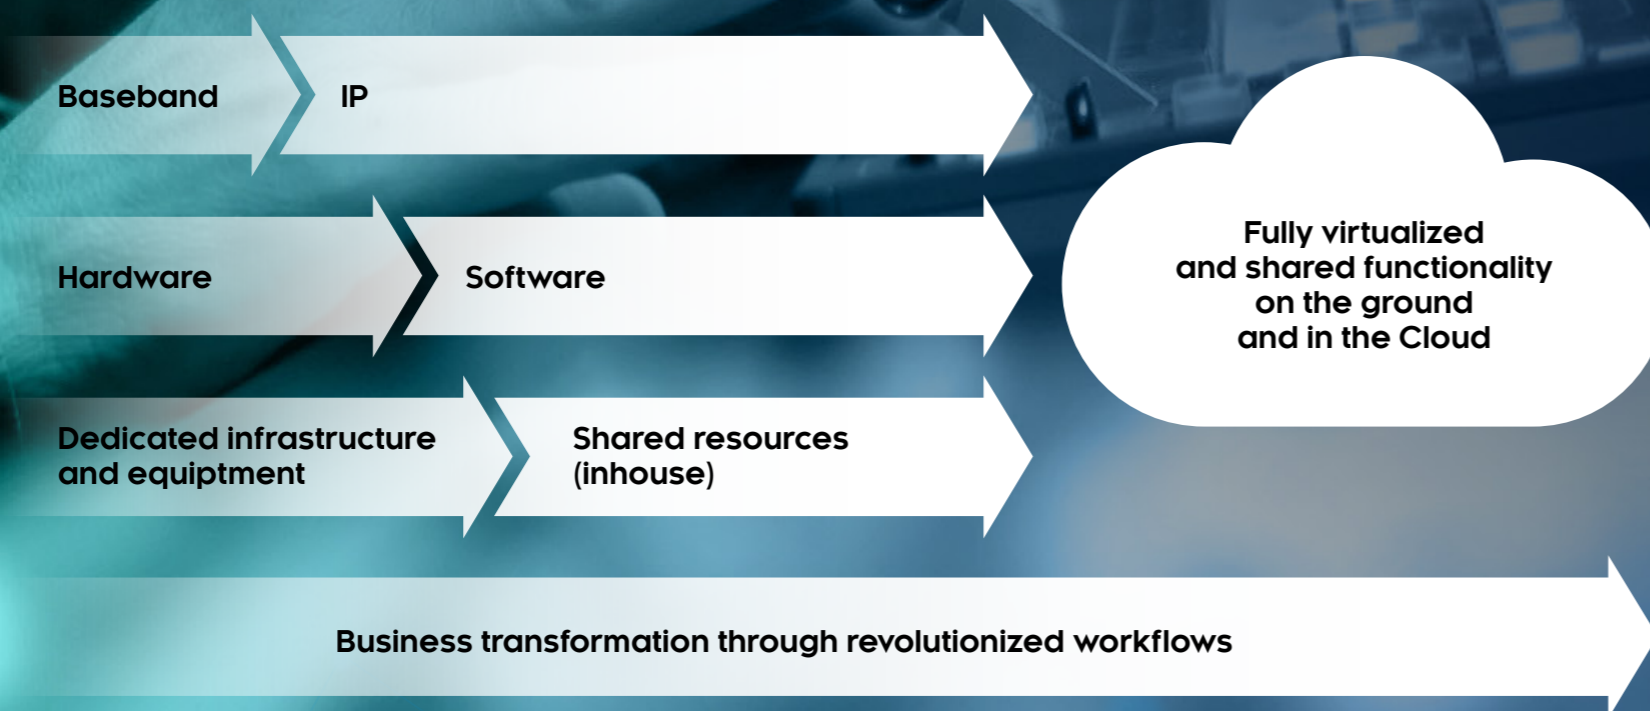 Baseband
IP
Hardware
Software
Dedicated infrastructure
and equiptment
Shared resources
(inhouse)
Fully virtualized
and shared functionality
on the ground
and in the Cloud
Business transformation through revolutionized workflows